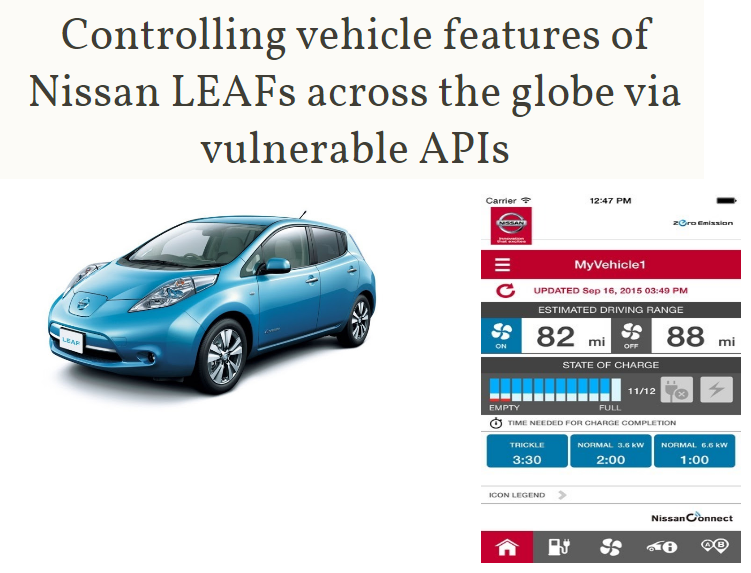 Controlling vehicle features of
Nissan LEAFs across the globe via
vulnerable APIs
Carrier 12:47 PM
NISSAN
Innovation
that excites
Zero Emission
MyVehicle1
UPDATED Sep 16, 2015 03:49 PM
ESTIMATED DRIVING RANGE
ON 82 mi OFF 88 mi
STATE OF CHARGE
11/12
EMPTY FULL
TIME NEEDED FOR CHARGE COMPLETION
TRICKLE NORMAL 3.6 kW NORMAL 6.6 kW
3:30 2:00 1:00
ICON LEGEND
NissanConnect
A B
LEAF